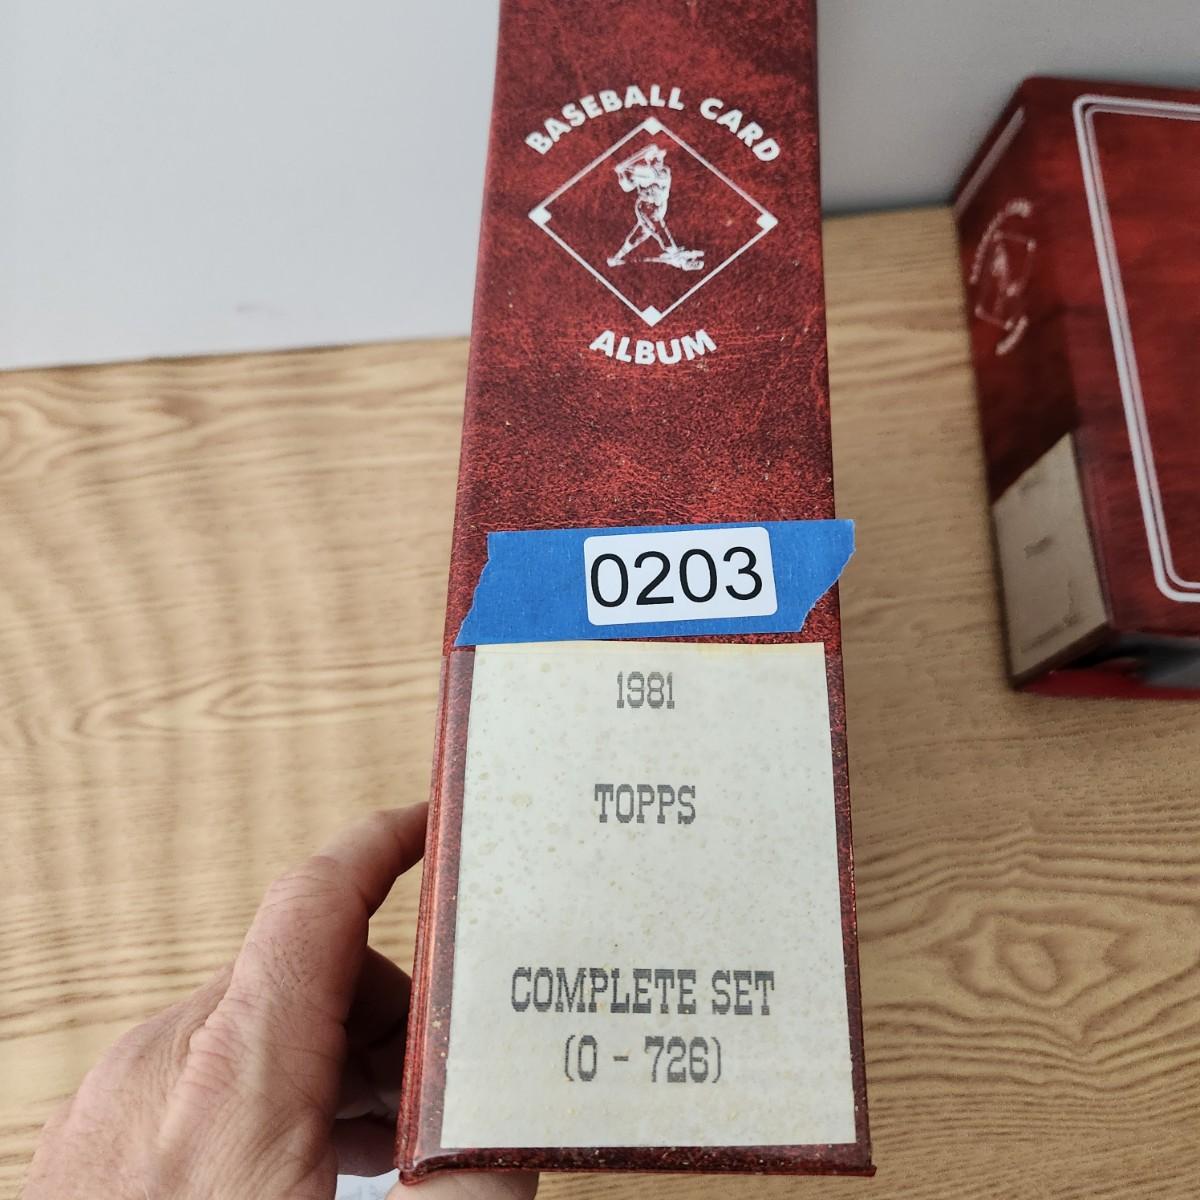 BASEBALL CARD
ALBUM
0203
1981
TOPPS
COMPLETE SET
(0 - 726)